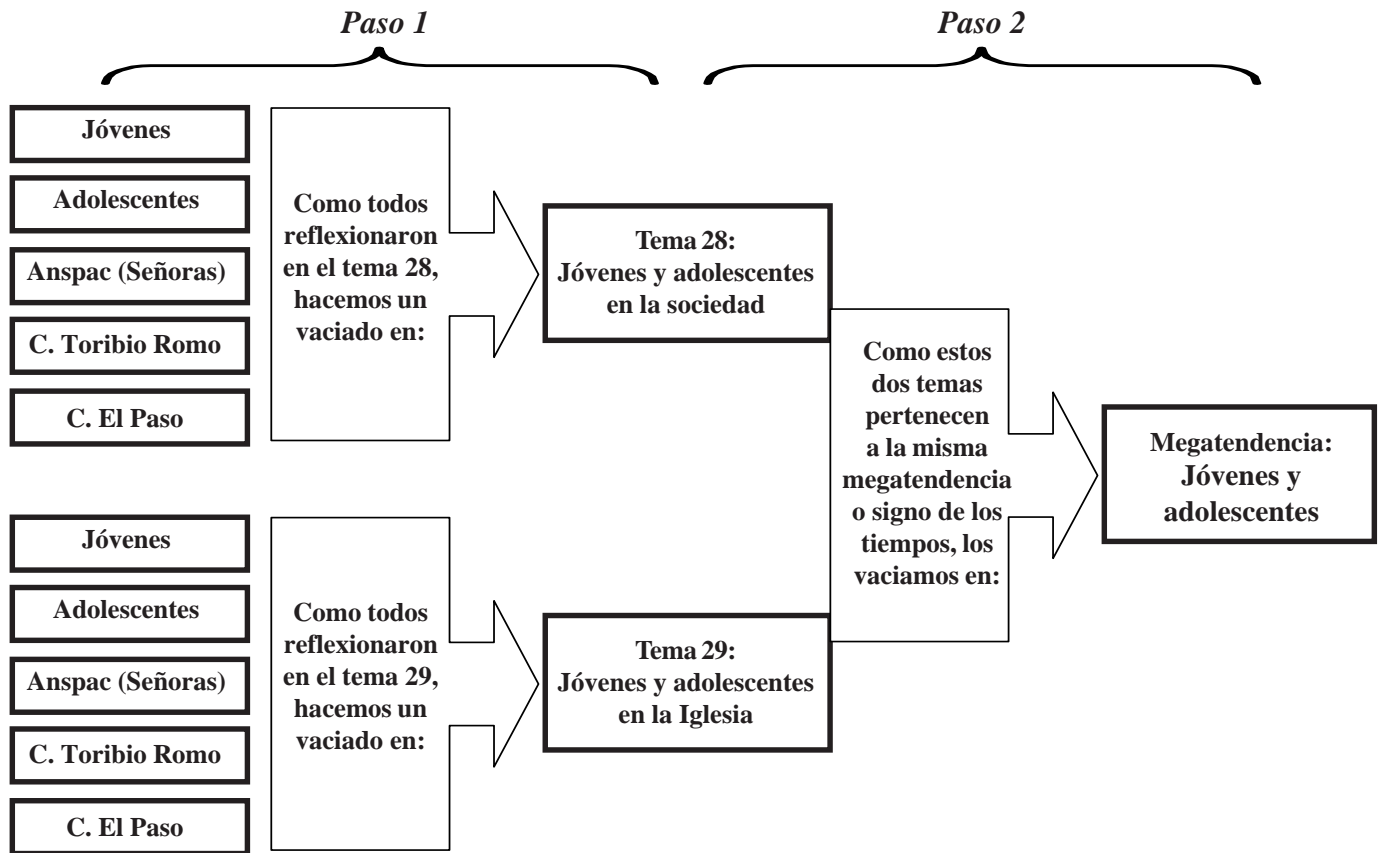 Paso 1
Paso 2
Jóvenes
Adolescentes
Anspac (Señoras)
C. Toribio Romo
C. El Paso
Como todos
reflexionaron
en el tema 28,
hacemos un
vaciado en:
Tema 28:
Jóvenes y adolescentes
en la sociedad
Jóvenes
Adolescentes
Anspac (Señoras)
C. Toribio Romo
C. El Paso
Como todos
reflexionaron
en el tema 29,
hacemos un
vaciado en:
Tema 29:
Jóvenes y adolescentes
en la Iglesia
Como estos
dos temas
pertenecen
a la misma
megatendencia
o signo de los
tiempos, los
vaciamos en:
Megatendencia:
Jóvenes y
adolescentes